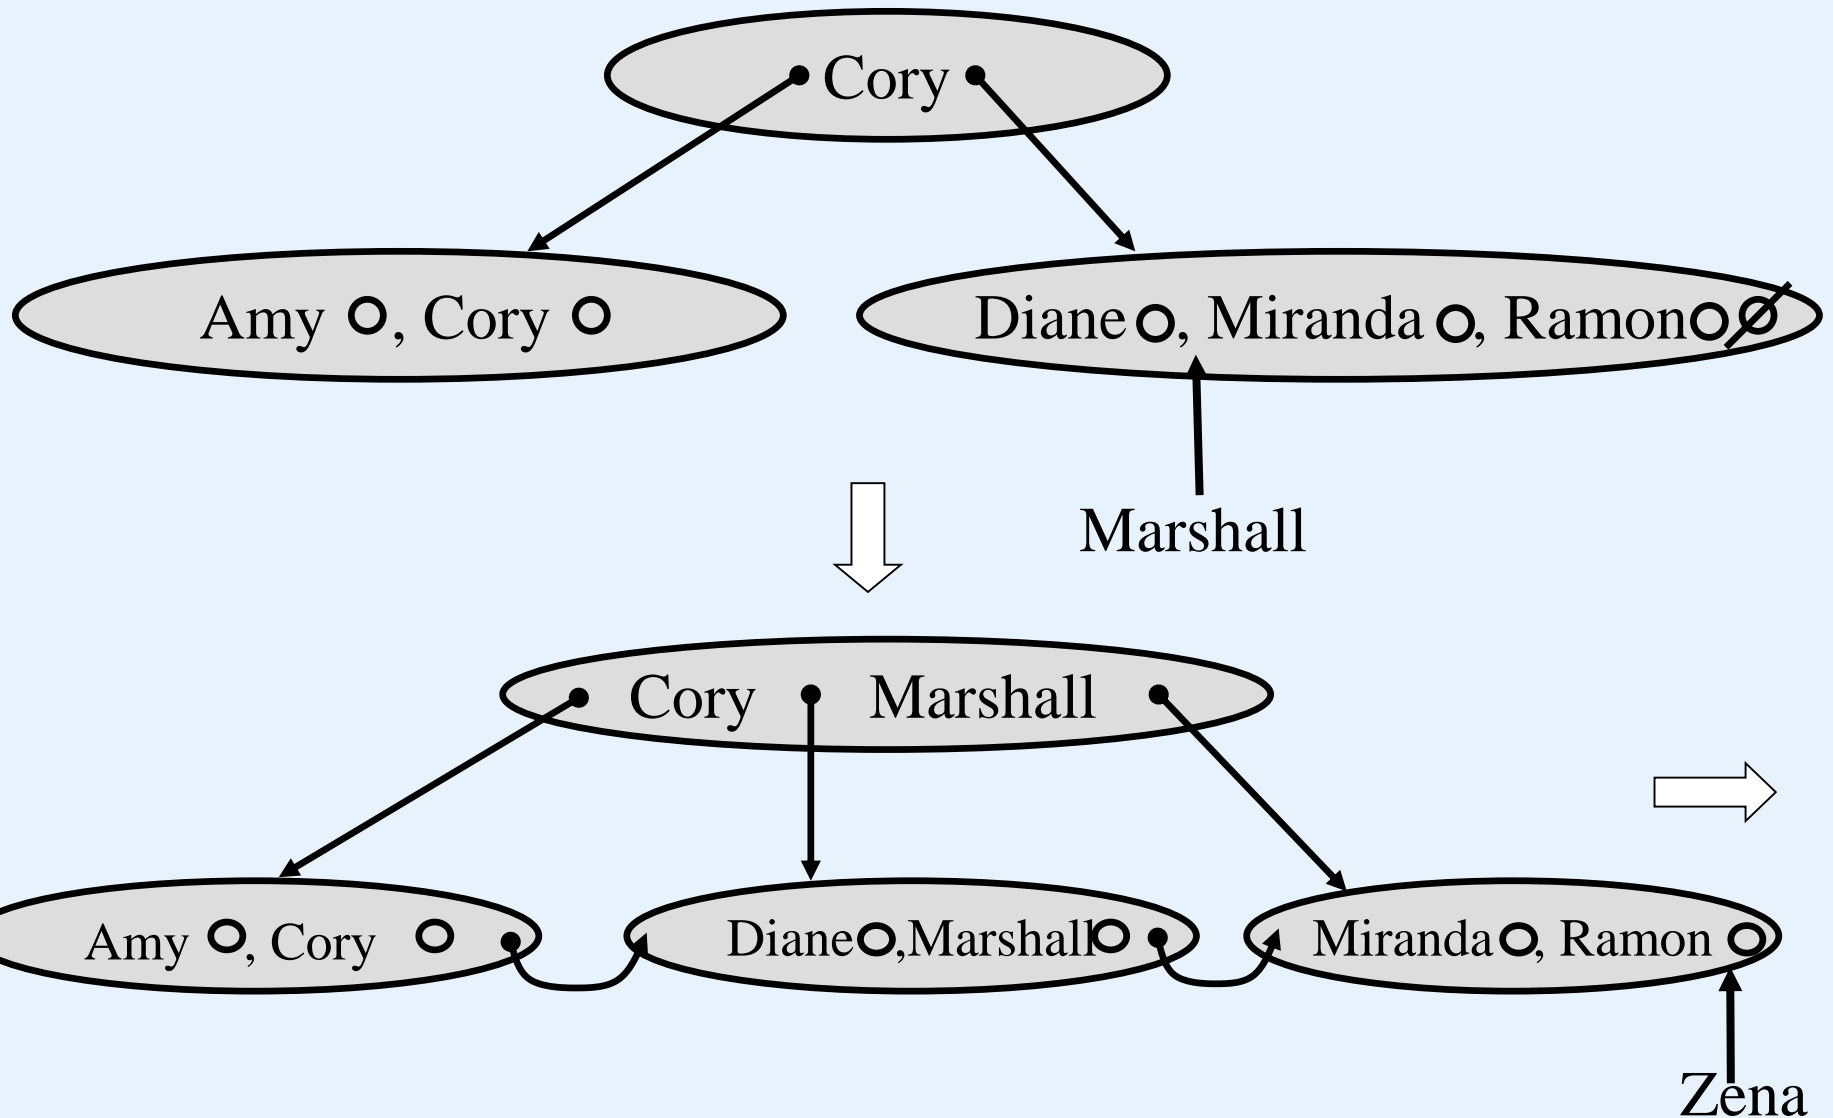 Cory
Amy , Cory
Diane , Miranda , Ramon
Marshall
Cory Marshall
Amy , Cory
Diane ,Marshall
Miranda , Ramon
Zena